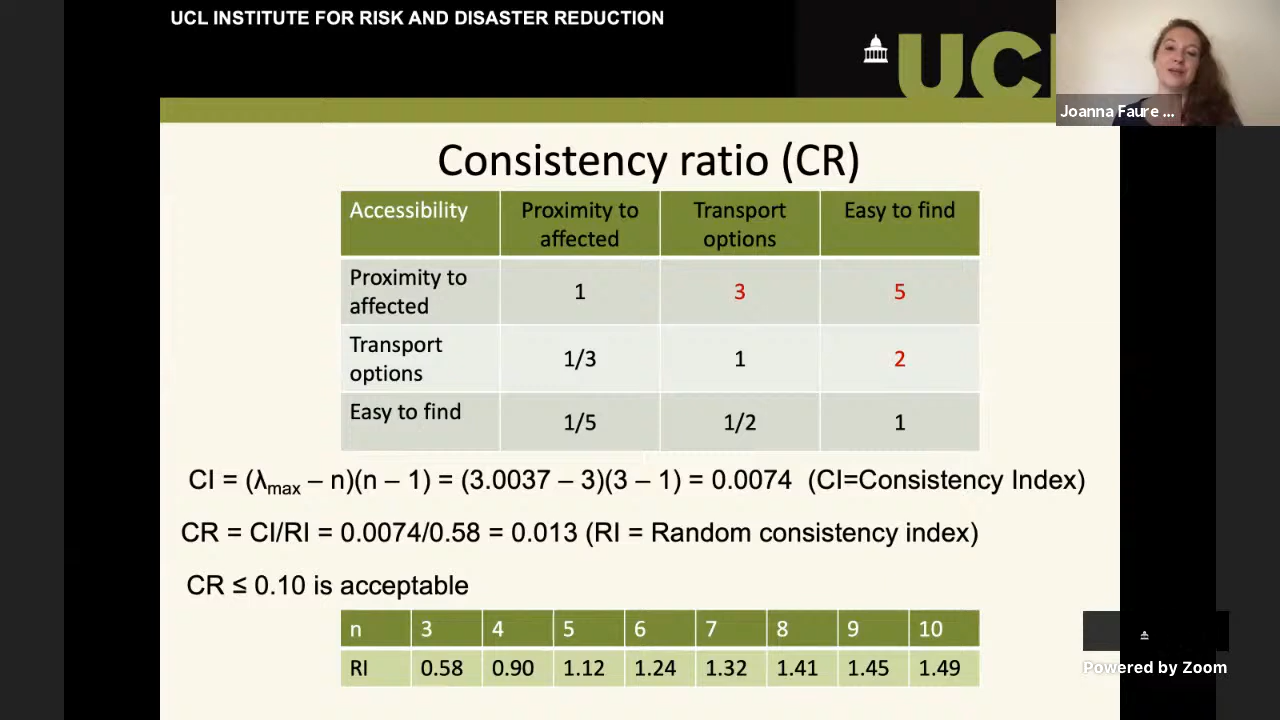 UCL INSTITUTE FOR RISK AND DISASTER REDUCTION
UCL
Joanna Faure ...
Consistency ratio (CR)
Accessibility Proximity to affected Transport options Easy to find
Proximity to affected 1 3 5
Transport options 1/3 1 2
Easy to find 1/5 1/2 1
CI = (λmax – n)(n – 1) = (3.0037 – 3)(3 – 1) = 0.0074 (CI=Consistency Index)
CR = CI/RI = 0.0074/0.58 = 0.013 (RI = Random consistency index)
CR ≤ 0.10 is acceptable
n 3 4 5 6 7 8 9 10
RI 0.58 0.90 1.12 1.24 1.32 1.41 1.45 1.49
Powered by Zoom